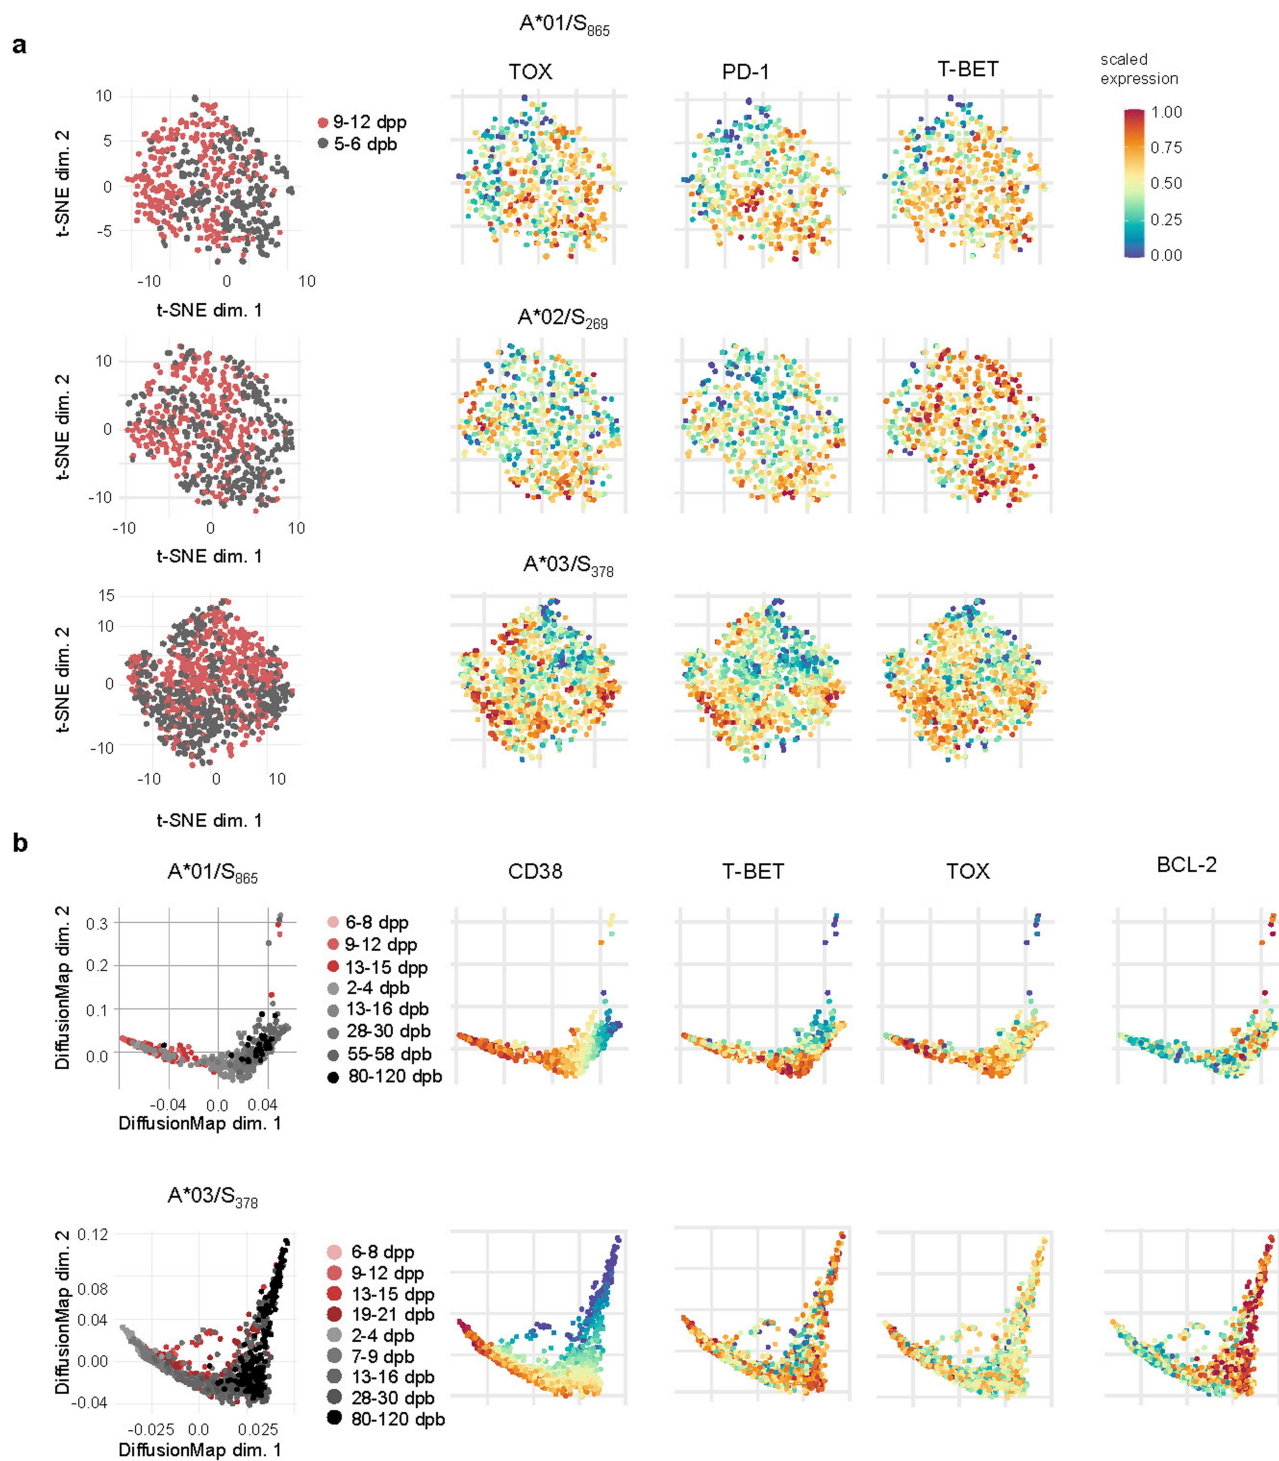 a
A*01/S865
TOX
PD-1
T-BET
scaled
expression
1.00
0.75
0.50
0.25
0.00
10
5
0
-5
t-SNE dim. 2
-10
0
10
t-SNE dim. 1
9-12 dpp
5-6 dpb
A*02/S269
10
0
-10
t-SNE dim. 2
-10
0
10
t-SNE dim. 1
A*03/S378
15
10
0
-10
t-SNE dim. 2
-10
0
10
t-SNE dim. 1
b
A*01/S865
CD38
T-BET
TOX
BCL-2
0.3
0.2
0.1
0.0
DiffusionMap dim. 2
-0.04
0.0
0.04
DiffusionMap dim. 1
6-8 dpp
9-12 dpp
13-15 dpp
2-4 dpb
13-16 dpb
28-30 dpb
55-58 dpb
80-120 dpb
A*03/S378
0.12
0.08
0.04
0.00
-0.04
DiffusionMap dim. 2
-0.025
0.0
0.025
DiffusionMap dim. 1
6-8 dpp
9-12 dpp
13-15 dpp
19-21 dpb
2-4 dpb
7-9 dpb
13-16 dpb
28-30 dpb
80-120 dpb